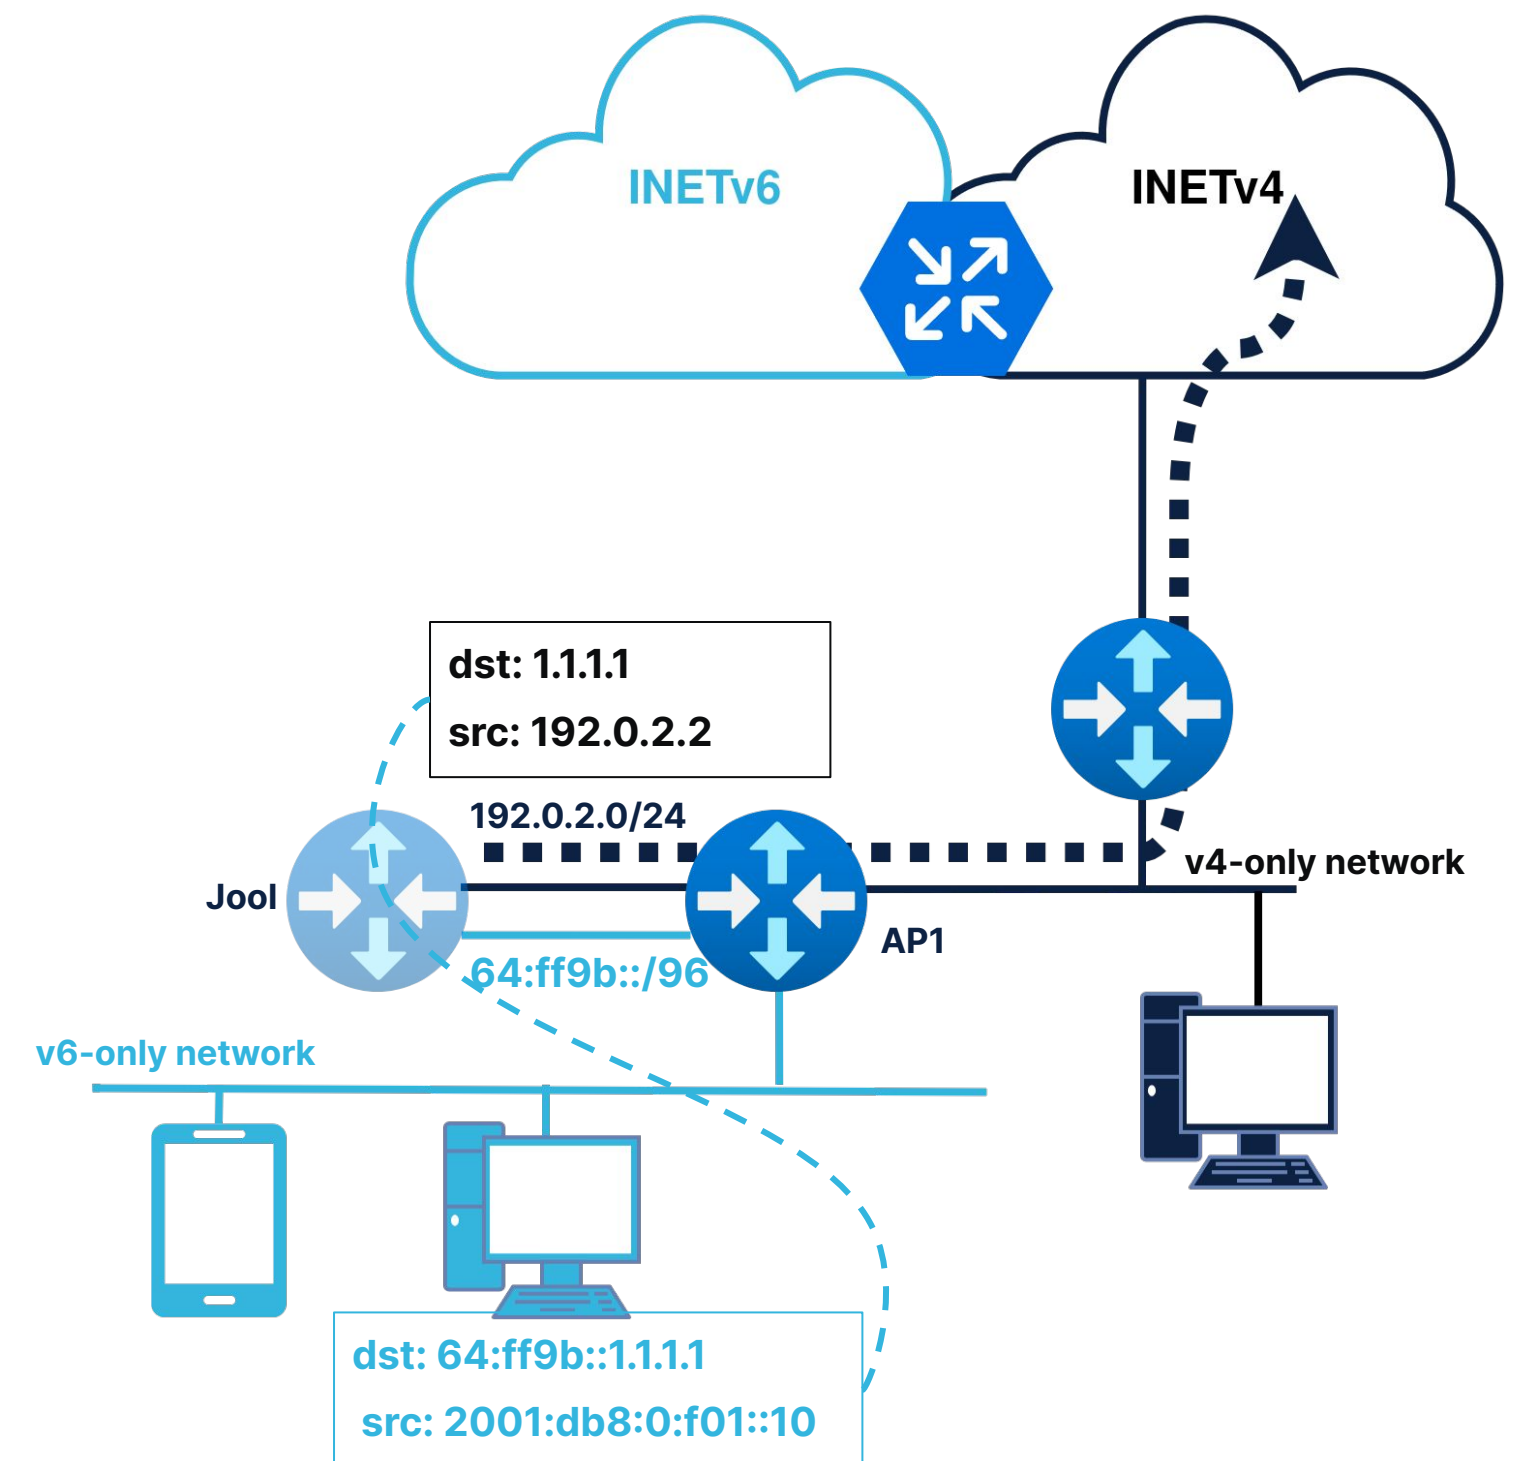 INETv6
INETv4
dst: 1.1.1.1
src: 192.0.2.2
192.0.2.0/24
v4-only network
Jool
AP1
64:ff9b::/96
v6-only network
dst: 64:ff9b::1.1.1.1
src: 2001:db8:0:f01::10